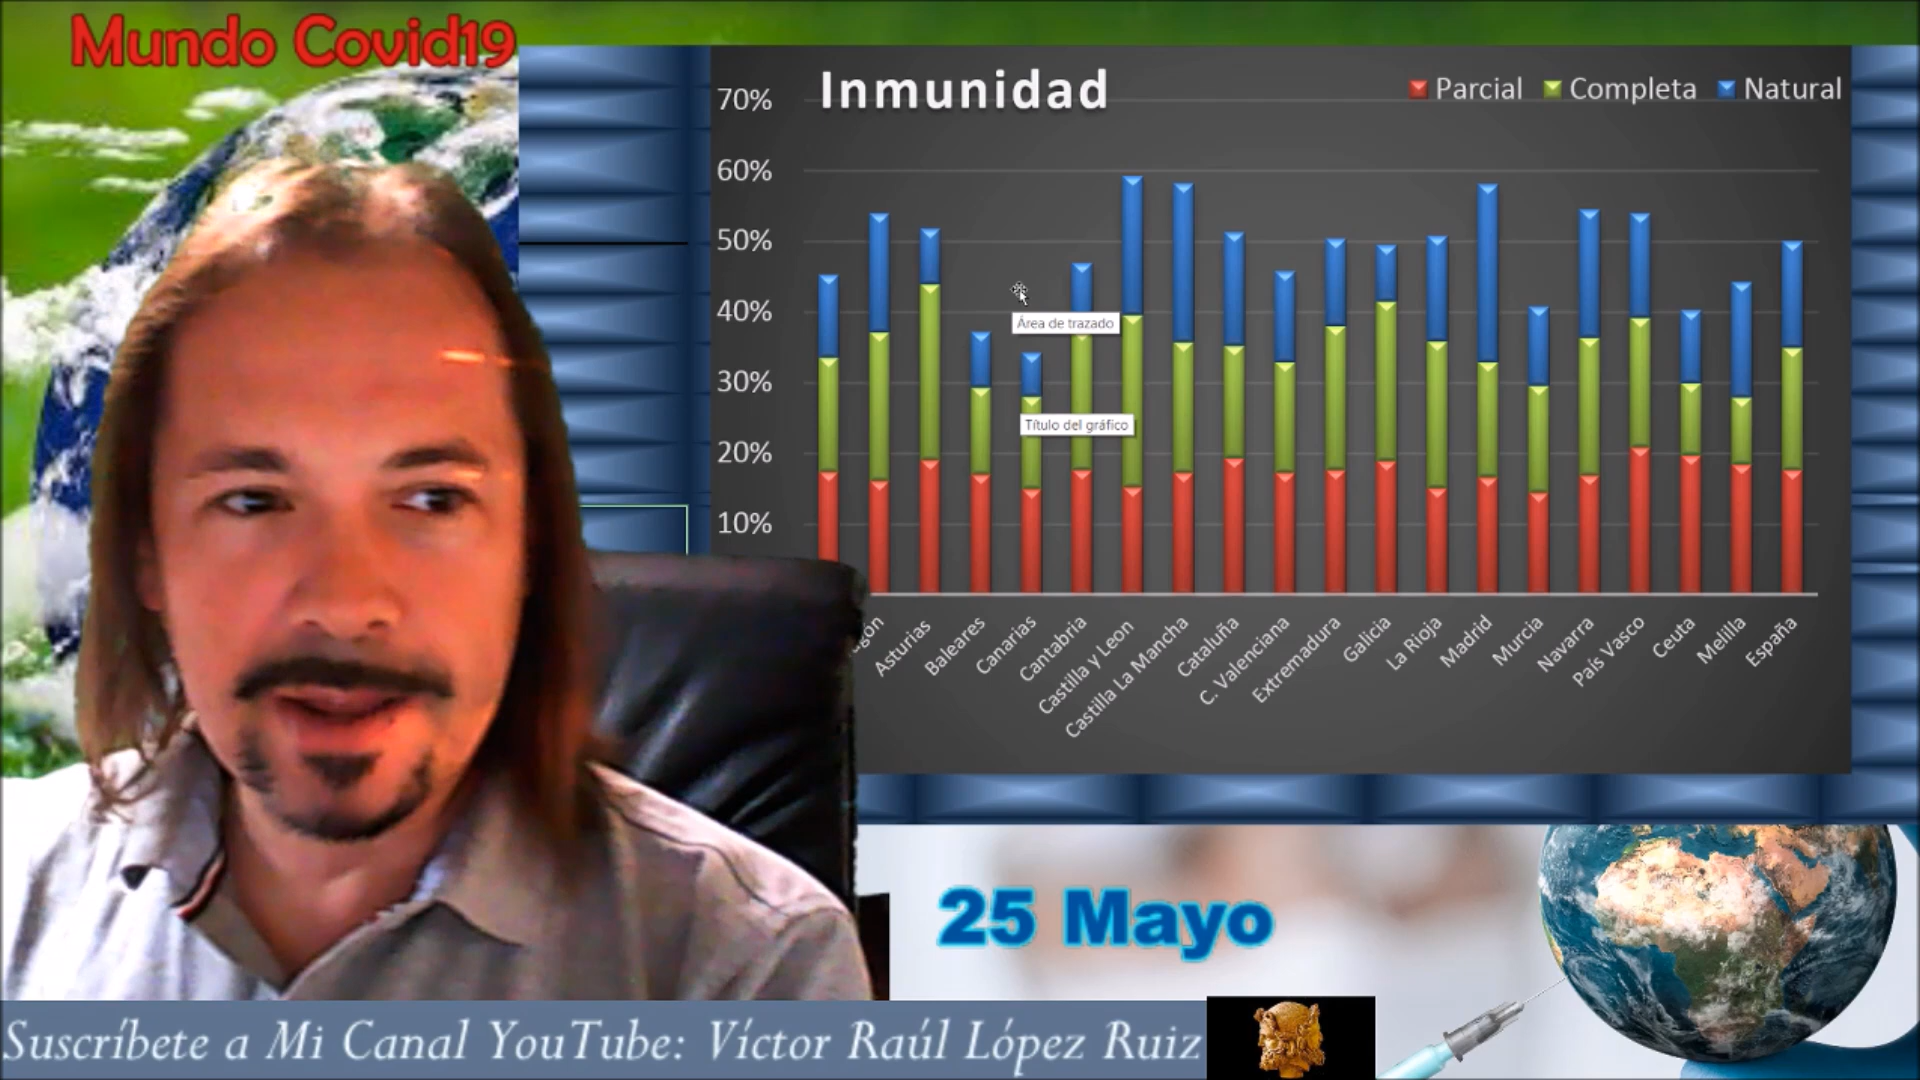 Mundo Covid19
Inmunidad
Parcial Completa Natural
70%
60%
50%
40%
30%
20%
10%
Área de trazado
Título del gráfico
Asturias
Baleares
Canarias
Cantabria
Castilla y Leon
Castilla La Mancha
Cataluña
C. Valenciana
Extremadura
Galicia
La Rioja
Madrid
Murcia
Navarra
País Vasco
Ceuta
Melilla
España
25 Mayo
Suscríbete a Mi Canal YouTube: Víctor Raúl López Ruiz